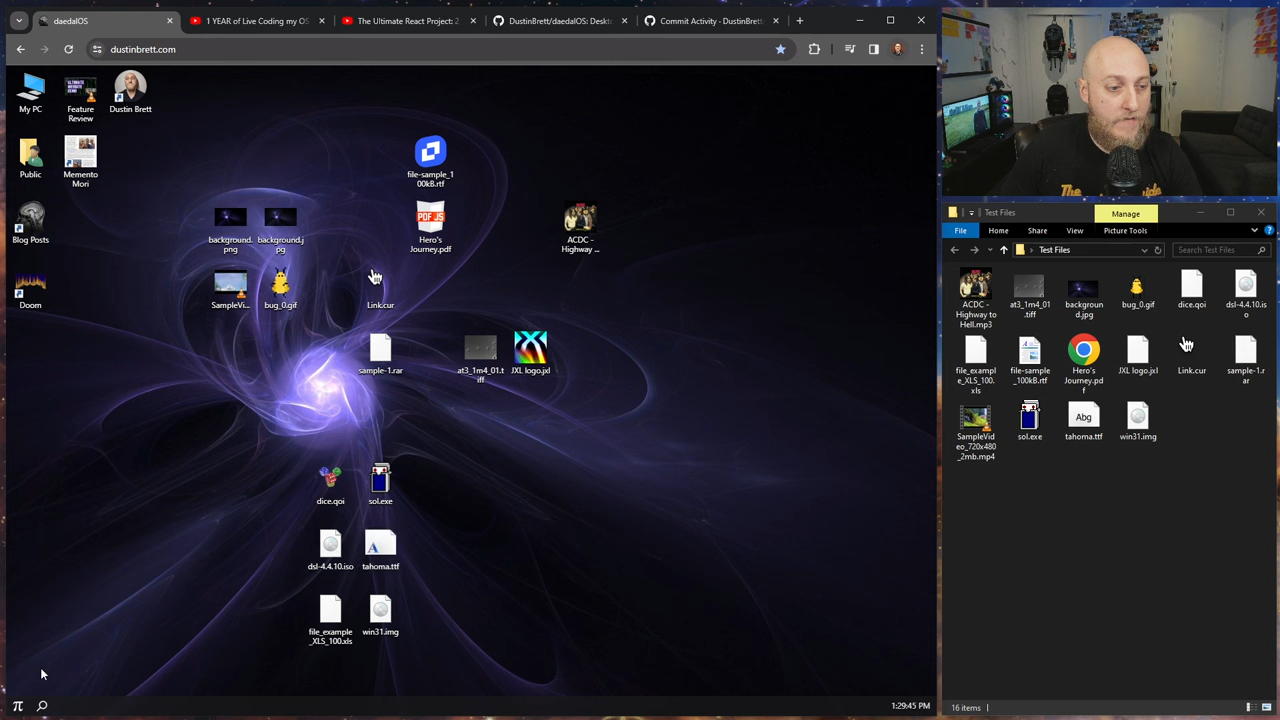 daedalOS
1 YEAR of Live Coding my OS
The Ultimate React Project: 2
DustinBrett/daedalOS: Deskt
Commit Activity - DustinBrett
dustinbrett.com
My PC
Feature
Review
Dustin Brett
Public
Memento
Mori
Blog Posts
Doom
background.
png
background.j
pg
SampleVi...
bug_0.gif
file-sample_1
00kB.rtf
PDF JS
Hero's
Journey.pdf
ACDC -
Highway ...
Link.cur
sample-1.rar
at3_1m4_01.t
iff
JXL logo.jxl
dice.qoi
sol.exe
dsl-4.4.10.iso
tahoma.ttf
file_example
_XLS_100.xls
win31.img
1:29:45 PM
Test Files
Manage
File
Home
Share
View
Picture Tools
Test Files
Search Test Files
ACDC -
Highway to
Hell.mp3
at3_1m4_01
.tiff
backgroun
d.jpg
bug_0.gif
dice.qoi
dsl-4.4.10.is
o
file_exampl
e_XLS_100.
xls
file-sample
_100kB.rtf
Hero's
Journey.pd
f
JXL logo.jxl
Link.cur
sample-1.r
ar
SampleVid
eo_720x480
_2mb.mp4
sol.exe
Abg
tahoma.ttf
win31.img
16 items